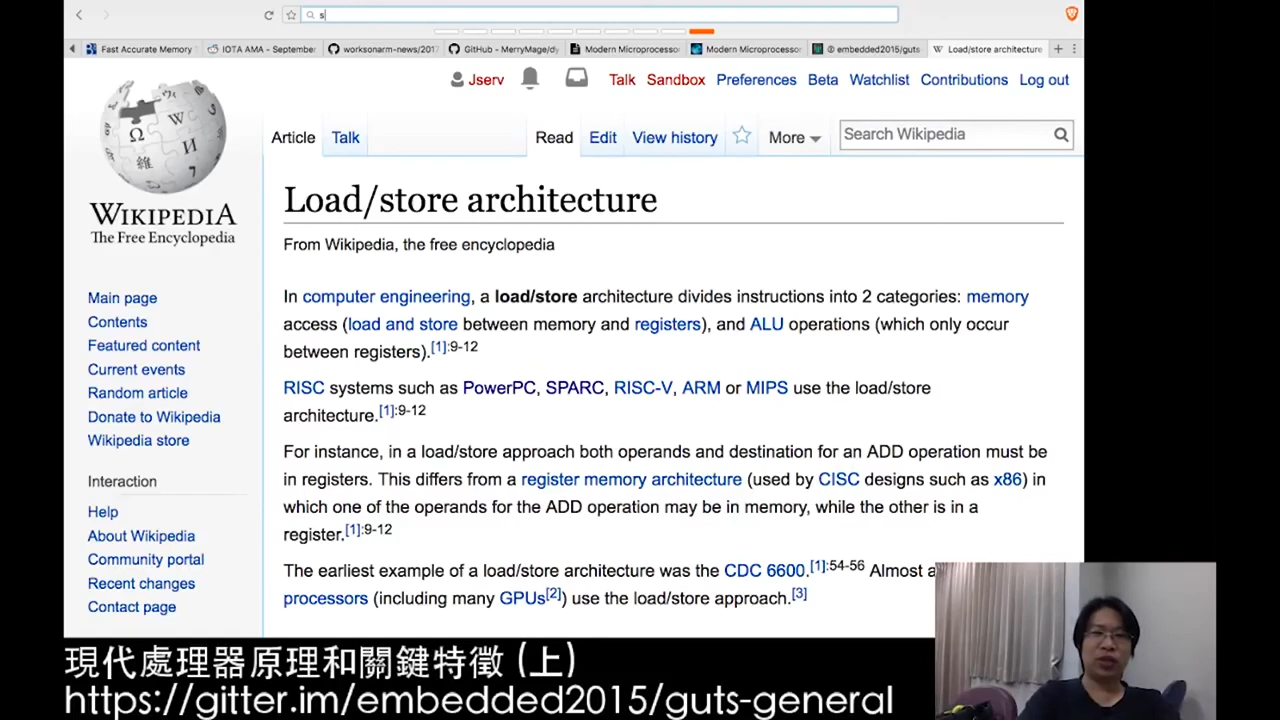 s
Fast Accurate Memory
IOTA AMA - September
worksonarm-news/2017
GitHub - MerryMage/dy
Modern Microprocessor
Modern Microprocessor
embedded2015/guts
Load/store architecture
Jserv Talk Sandbox Preferences Beta Watchlist Contributions Log out
Article Talk Read Edit View history More Search Wikipedia
WIKIPEDIA
The Free Encyclopedia
Load/store architecture
From Wikipedia, the free encyclopedia
In computer engineering, a load/store architecture divides instructions into 2 categories: memory
access (load and store between memory and registers), and ALU operations (which only occur
between registers).[1]:9-12
RISC systems such as PowerPC, SPARC, RISC-V, ARM or MIPS use the load/store
architecture.[1]:9-12
For instance, in a load/store approach both operands and destination for an ADD operation must be
in registers. This differs from a register memory architecture (used by CISC designs such as x86) in
which one of the operands for the ADD operation may be in memory, while the other is in a
register.[1]:9-12
The earliest example of a load/store architecture was the CDC 6600.[1]:54-56 Almost a
processors (including many GPUs[2]) use the load/store approach.[3]
Main page
Contents
Featured content
Current events
Random article
Donate to Wikipedia
Wikipedia store
Interaction
Help
About Wikipedia
Community portal
Recent changes
Contact page
現代處理器原理和關鍵特徵 (上)
https://gitter.im/embedded2015/guts-general